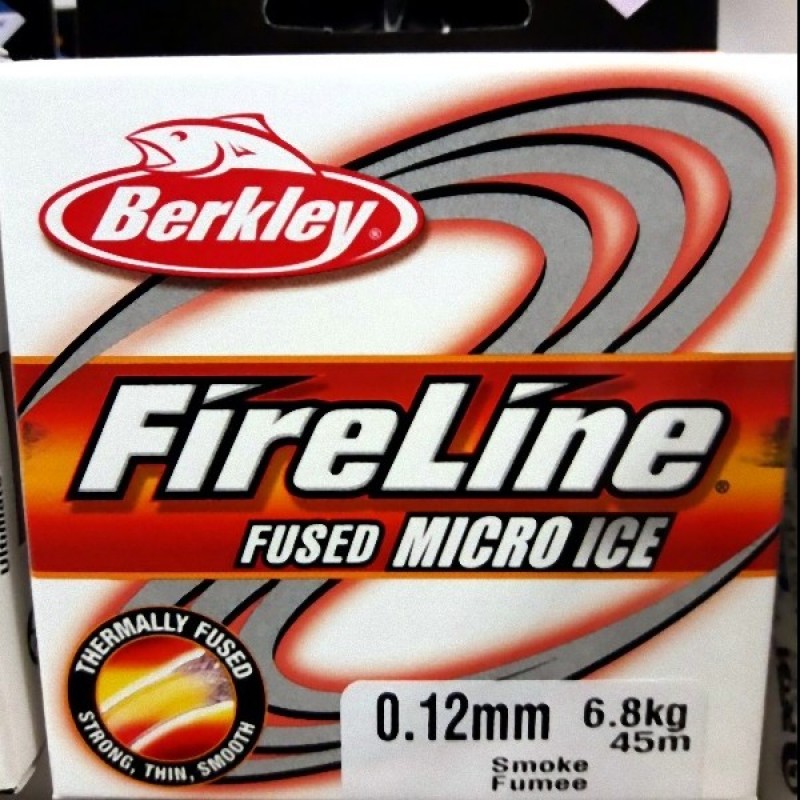 Berkley®
FireLine®
FUSED MICRO ICE
THERMALLY FUSED
STRONG, THIN, SMOOTH
0.12mm 6.8kg
45m
Smoke
Fumee